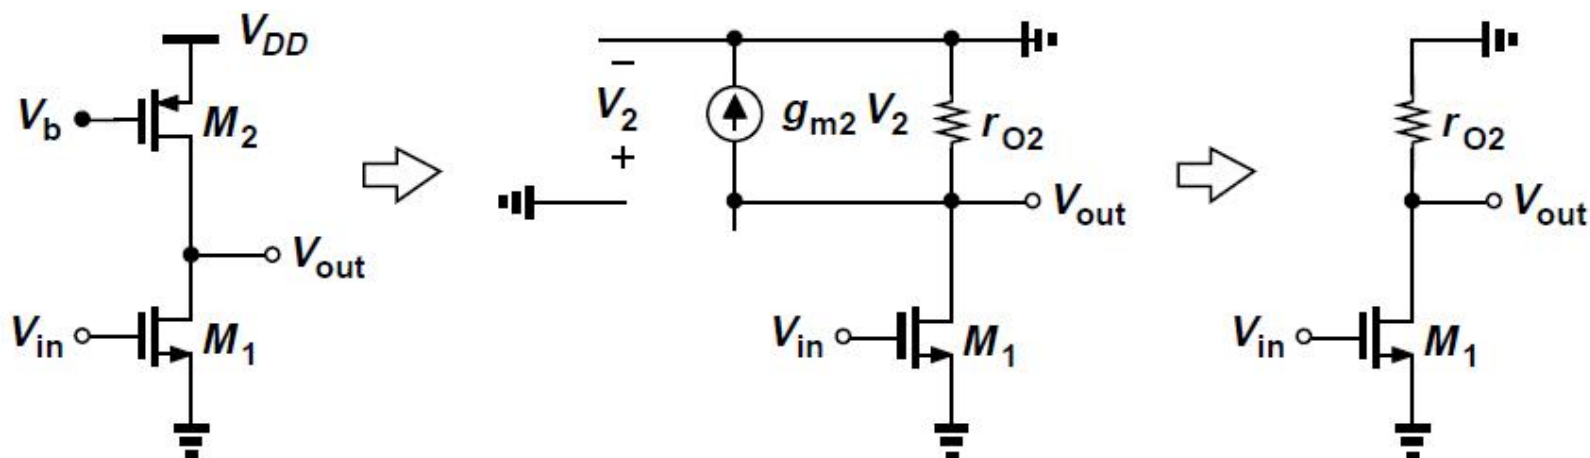 V_DD
V_b
M_2
V_out
V_in
M_1
−
V_2
+
g_m2 V_2
r_O2
V_out
V_in
M_1
r_O2
V_out
V_in
M_1